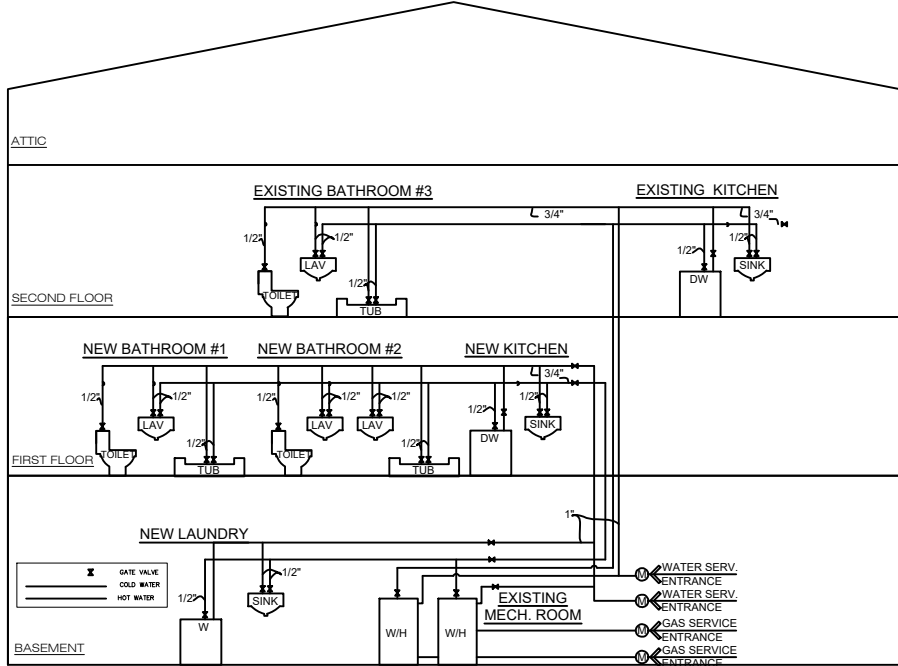 ATTIC
EXISTING BATHROOM #3
EXISTING KITCHEN
3/4"
3/4"
1/2"
1/2"
1/2"
1/2"
LAV
SINK
1/2"
DW
TOILET
TUB
SECOND FLOOR
NEW BATHROOM #1
NEW BATHROOM #2
NEW KITCHEN
3/4"
1/2"
1/2"
1/2"
1/2"
1/2"
1/2"
1/2"
LAV
LAV
LAV
SINK
1/2"
1/2"
DW
TOILET
TOILET
TUB
TUB
FIRST FLOOR
1"
NEW LAUNDRY
GATE VALVE
COLD WATER
HOT WATER
1/2"
1/2"
SINK
W
W/H
W/H
EXISTING
MECH. ROOM
M
WATER SERV.
ENTRANCE
M
WATER SERV.
ENTRANCE
M
GAS SERVICE
ENTRANCE
M
GAS SERVICE
ENTRANCE
BASEMENT